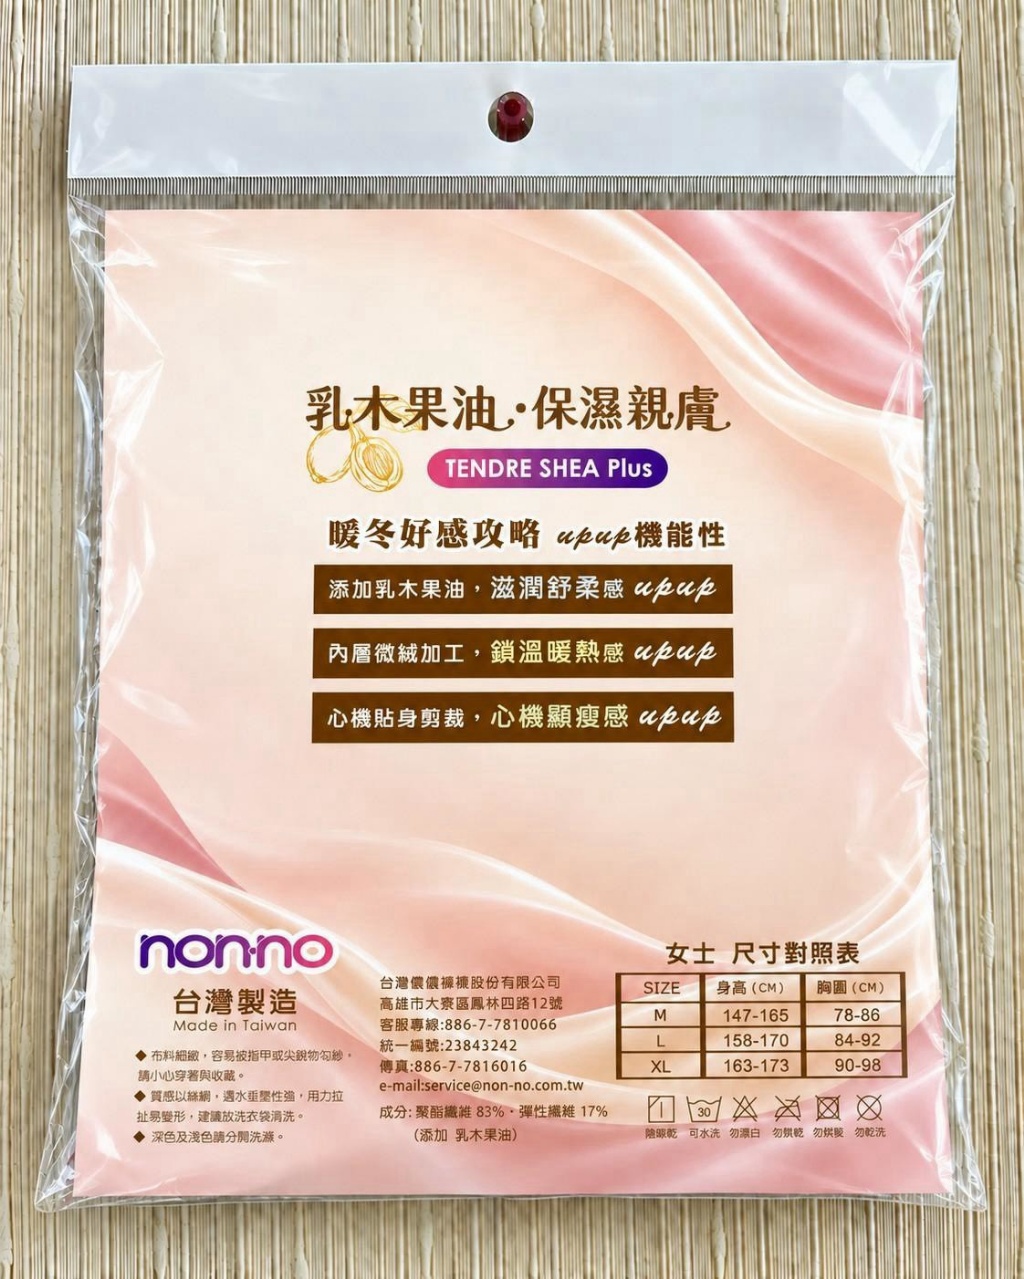 乳木果油·保濕親膚
TENDRE SHEA Plus
暖冬好感攻略 upup機能性
添加乳木果油，滋潤舒柔感 upup
內層微絨加工，鎖溫暖熱感 upup
心機貼身剪裁，心機顯瘦感 upup
non-no
台灣製造
Made in Taiwan
◆ 布料細緻，容易被指甲或尖銳物勾紗。
請小心穿著與收藏。
◆ 質感以絲綢，遇水垂墜性強，用力拉
扯易變形，建議放洗衣袋清洗。
◆ 深色及淺色請分開洗滌。
台灣儂儂褲襪股份有限公司
高雄市大寮區鳳林四路12號
客服專線:886-7-7810066
統一編號:23843242
傳真:886-7-7816016
e-mail:service@non-no.com.tw
成分: 聚酯纖維 83%·彈性纖維 17%
（添加 乳木果油）
女士 尺寸對照表
SIZE 身高（CM） 胸圍（CM）
M 147-165 78-86
L 158-170 84-92
XL 163-173 90-98
30
陰晾乾 可水洗 勿漂白 勿烘乾 勿乾洗